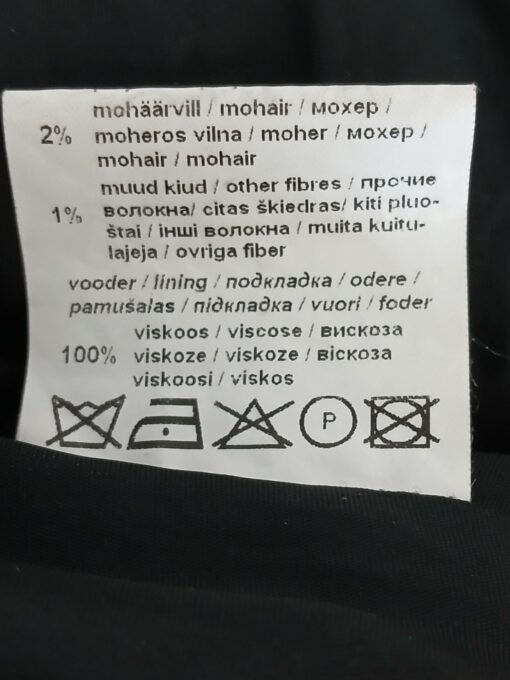 mohäärvill / mohair / мохер /
2% moheros vilna / moher / мохер /
mohair / mohair
muud kiud / other fibres / прочие
1% волокна/ citas šķiedras/ kiti pluo-
štai / інші волокна / muita kuitu-
lajeja / övriga fiber
vooder / lining / подкладка / odere /
pamušalas / підкладка / vuori / foder
viskoos / viscose / вискоза
100% viskoze / viskoze / віскоза
viskoosi / viskos
P